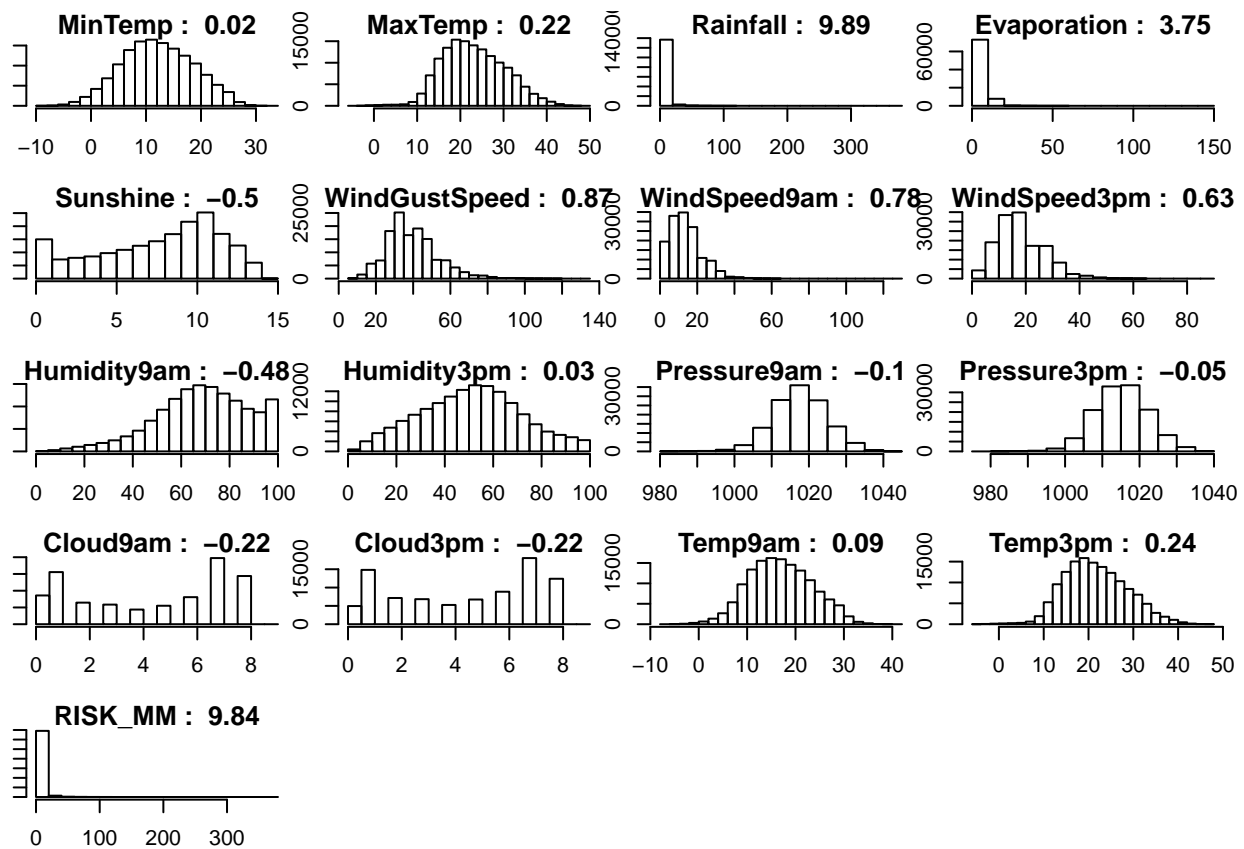 MinTemp : 0.02
−10 0 10 20 30
MaxTemp : 0.22
0 15000
0 10 20 30 40 50
Rainfall : 9.89
0 140000
0 100 200 300
Evaporation : 3.75
0 60000
0 50 100 150
Sunshine : −0.5
0 5 10 15
WindGustSpeed : 0.87
0 25000
0 20 60 100 140
WindSpeed9am : 0.78
0 30000
0 20 60 100
WindSpeed3pm : 0.63
0 30000
0 20 40 60 80
Humidity9am : −0.48
0 20 40 60 80 100
Humidity3pm : 0.03
0 12000
0 20 40 60 80 100
Pressure9am : −0.1
0 30000
980 1000 1020 1040
Pressure3pm : −0.05
0 30000
980 1000 1020 1040
Cloud9am : −0.22
0 2 4 6 8
Cloud3pm : −0.22
0 15000
0 2 4 6 8
Temp9am : 0.09
0 15000
−10 0 10 20 30 40
Temp3pm : 0.24
0 15000
0 10 20 30 40 50
RISK_MM : 9.84
0 100 200 300